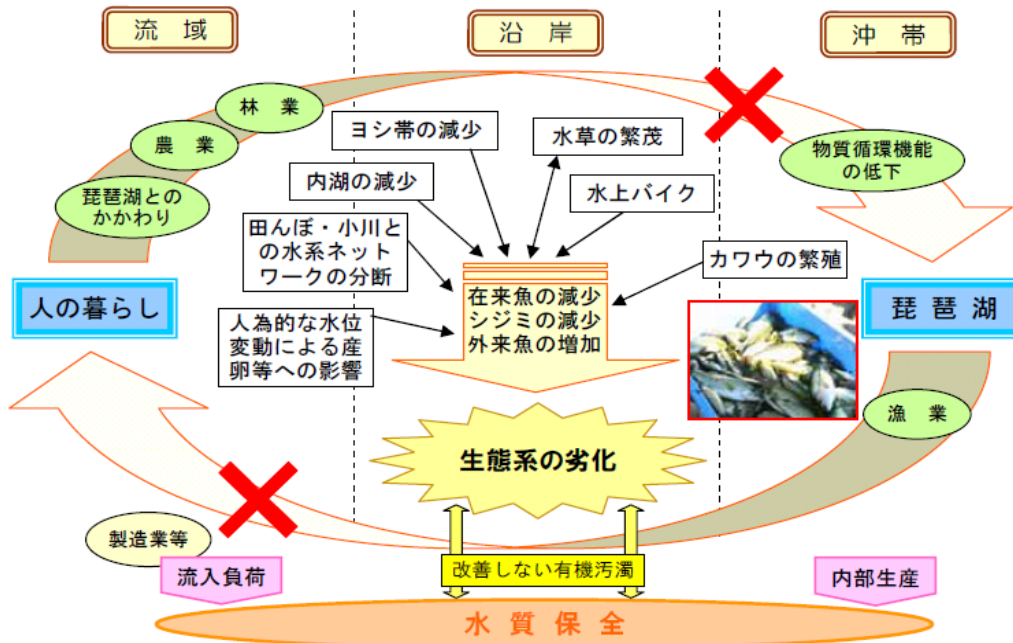 流 域
沿 岸
沖 帯
林 業
農 業
琵琶湖との
かかわり
ヨシ帯の減少
水草の繁茂
内湖の減少
水上バイク
物質循環機能
の低下
田んぼ・小川と
の水系ネット
ワークの分断
カワウの繁殖
人の暮らし
在来魚の減少
シジミの減少
外来魚の増加
琵 琶 湖
人為的な水位
変動による産
卵等への影響
漁 業
生態系の劣化
製造業等
流入負荷
改善しない有機汚濁
内部生産
水 質 保 全